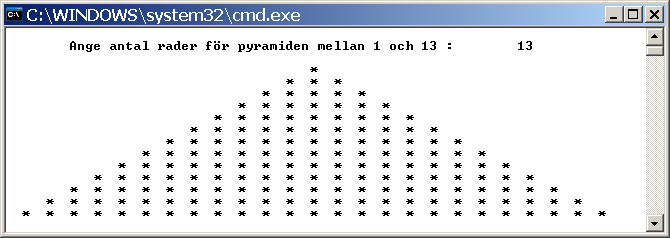 C:\WINDOWS\system32\cmd.exe
Ange antal rader för pyramiden mellan 1 och 13 : 13
*
* * *
* * * * *
* * * * * * *
* * * * * * * * *
* * * * * * * * * * *
* * * * * * * * * * * * *
* * * * * * * * * * * * * * *
* * * * * * * * * * * * * * * * *
* * * * * * * * * * * * * * * * * * *
* * * * * * * * * * * * * * * * * * * * *
* * * * * * * * * * * * * * * * * * * * * * *
* * * * * * * * * * * * * * * * * * * * * * * * *